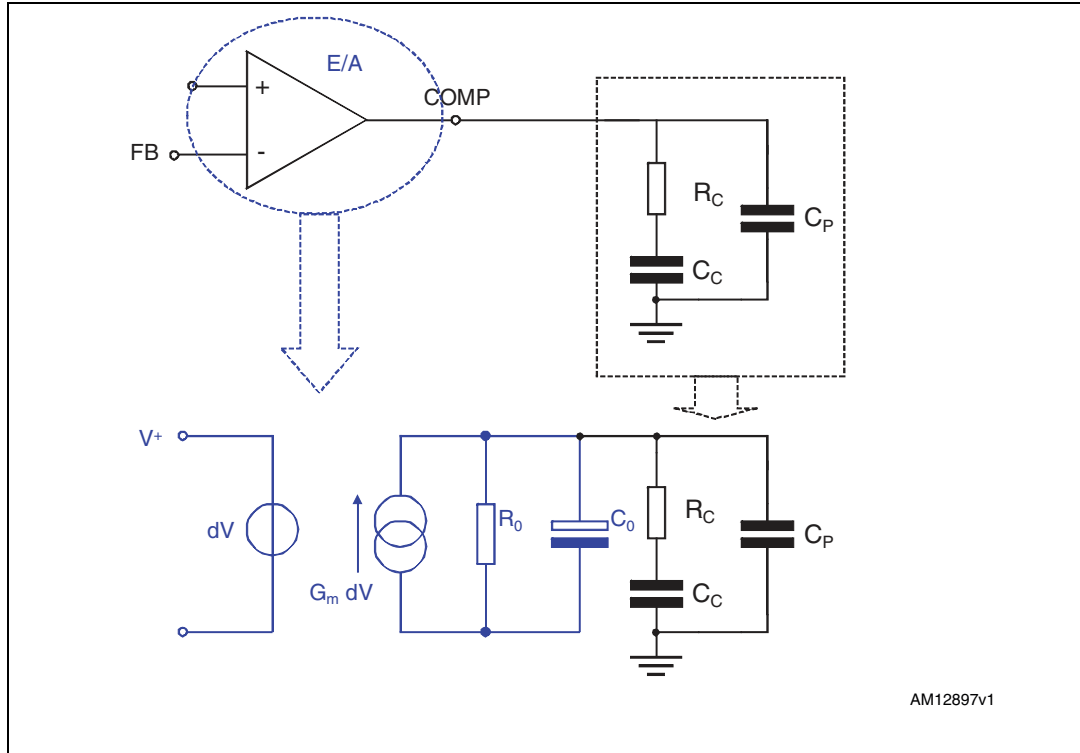 E/A
COMP
+
FB
-
R_C
C_P
C_C
V+
dV
G_m dV
R_0
C_0
R_C
C_P
C_C
AM12897v1